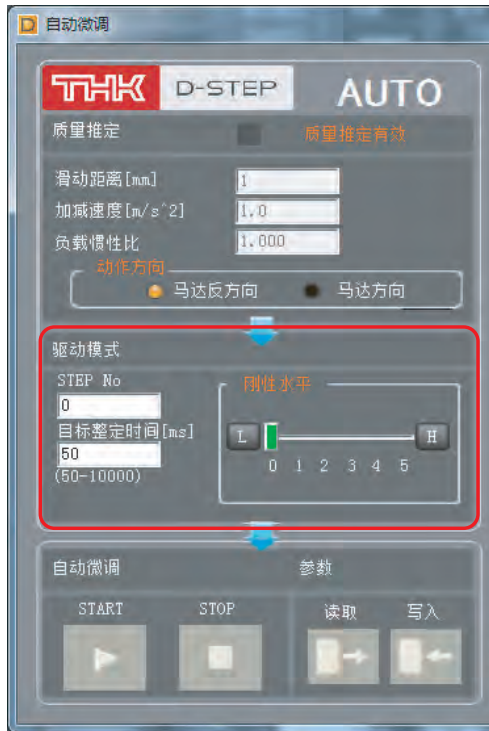 自动微调
THK D-STEP AUTO
质量推定 质量推定有效
滑动距离[mm] 1
加减速度[m/s^2] 1.0
负载惯性比 1.000
动作方向
马达反方向 马达方向
驱动模式
STEP No
0
目标整定时间[ms]
50
(50-10000)
刚性水平
L H
0 1 2 3 4 5
自动微调 参数
START STOP 读取 写入